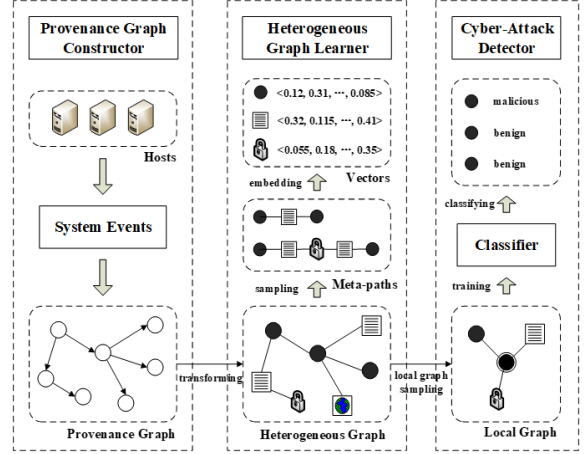 Provenance Graph
Constructor
Hosts
System Events
Provenance Graph
transforming
Heterogeneous
Graph Learner
<0.12, 0.31, ···, 0.085>
<0.32, 0.115, ···, 0.41>
<0.055, 0.18, ···, 0.35>
embedding
Vectors
sampling
Meta-paths
Heterogeneous Graph
local graph
sampling
Cyber-Attack
Detector
malicious
benign
benign
classifying
Classifier
training
Local Graph